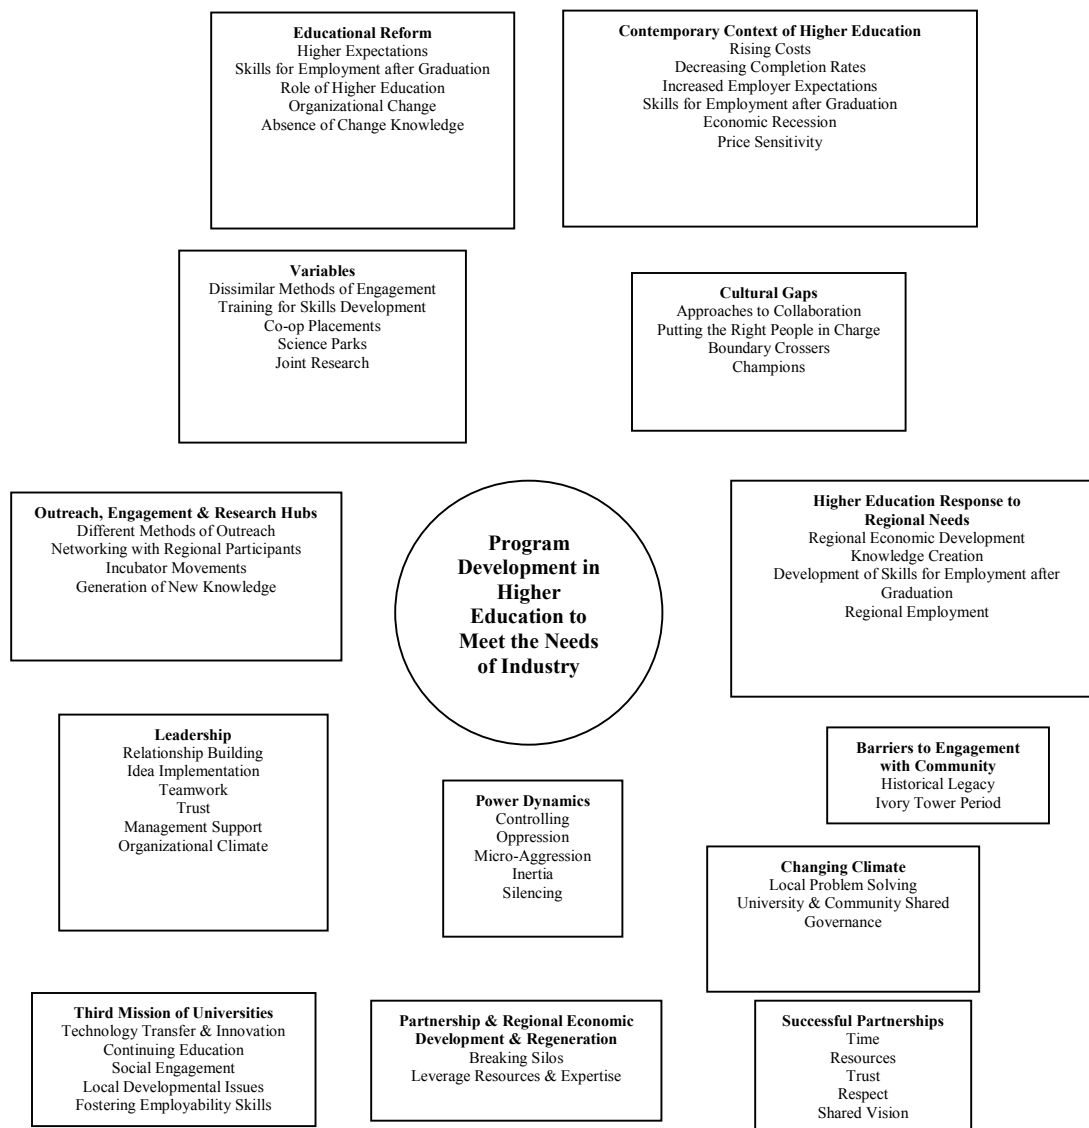 Educational Reform
Higher Expectations
Skills for Employment after Graduation
Role of Higher Education
Organizational Change
Absence of Change Knowledge
Contemporary Context of Higher Education
Rising Costs
Decreasing Completion Rates
Increased Employer Expectations
Skills for Employment after Graduation
Economic Recession
Price Sensitivity
Variables
Dissimilar Methods of Engagement
Training for Skills Development
Co-op Placements
Science Parks
Joint Research
Cultural Gaps
Approaches to Collaboration
Putting the Right People in Charge
Boundary Crossers
Champions
Outreach, Engagement & Research Hubs
Different Methods of Outreach
Networking with Regional Participants
Incubator Movements
Generation of New Knowledge
Program
Development in
Higher
Education to
Meet the Needs
of Industry
Higher Education Response to
Regional Needs
Regional Economic Development
Knowledge Creation
Development of Skills for Employment after
Graduation
Regional Employment
Leadership
Relationship Building
Idea Implementation
Teamwork
Trust
Management Support
Organizational Climate
Power Dynamics
Controlling
Oppression
Micro-Aggression
Inertia
Silencing
Barriers to Engagement
with Community
Historical Legacy
Ivory Tower Period
Changing Climate
Local Problem Solving
University & Community Shared
Governance
Third Mission of Universities
Technology Transfer & Innovation
Continuing Education
Social Engagement
Local Developmental Issues
Fostering Employability Skills
Partnership & Regional Economic
Development & Regeneration
Breaking Silos
Leverage Resources & Expertise
Successful Partnerships
Time
Resources
Trust
Respect
Shared Vision